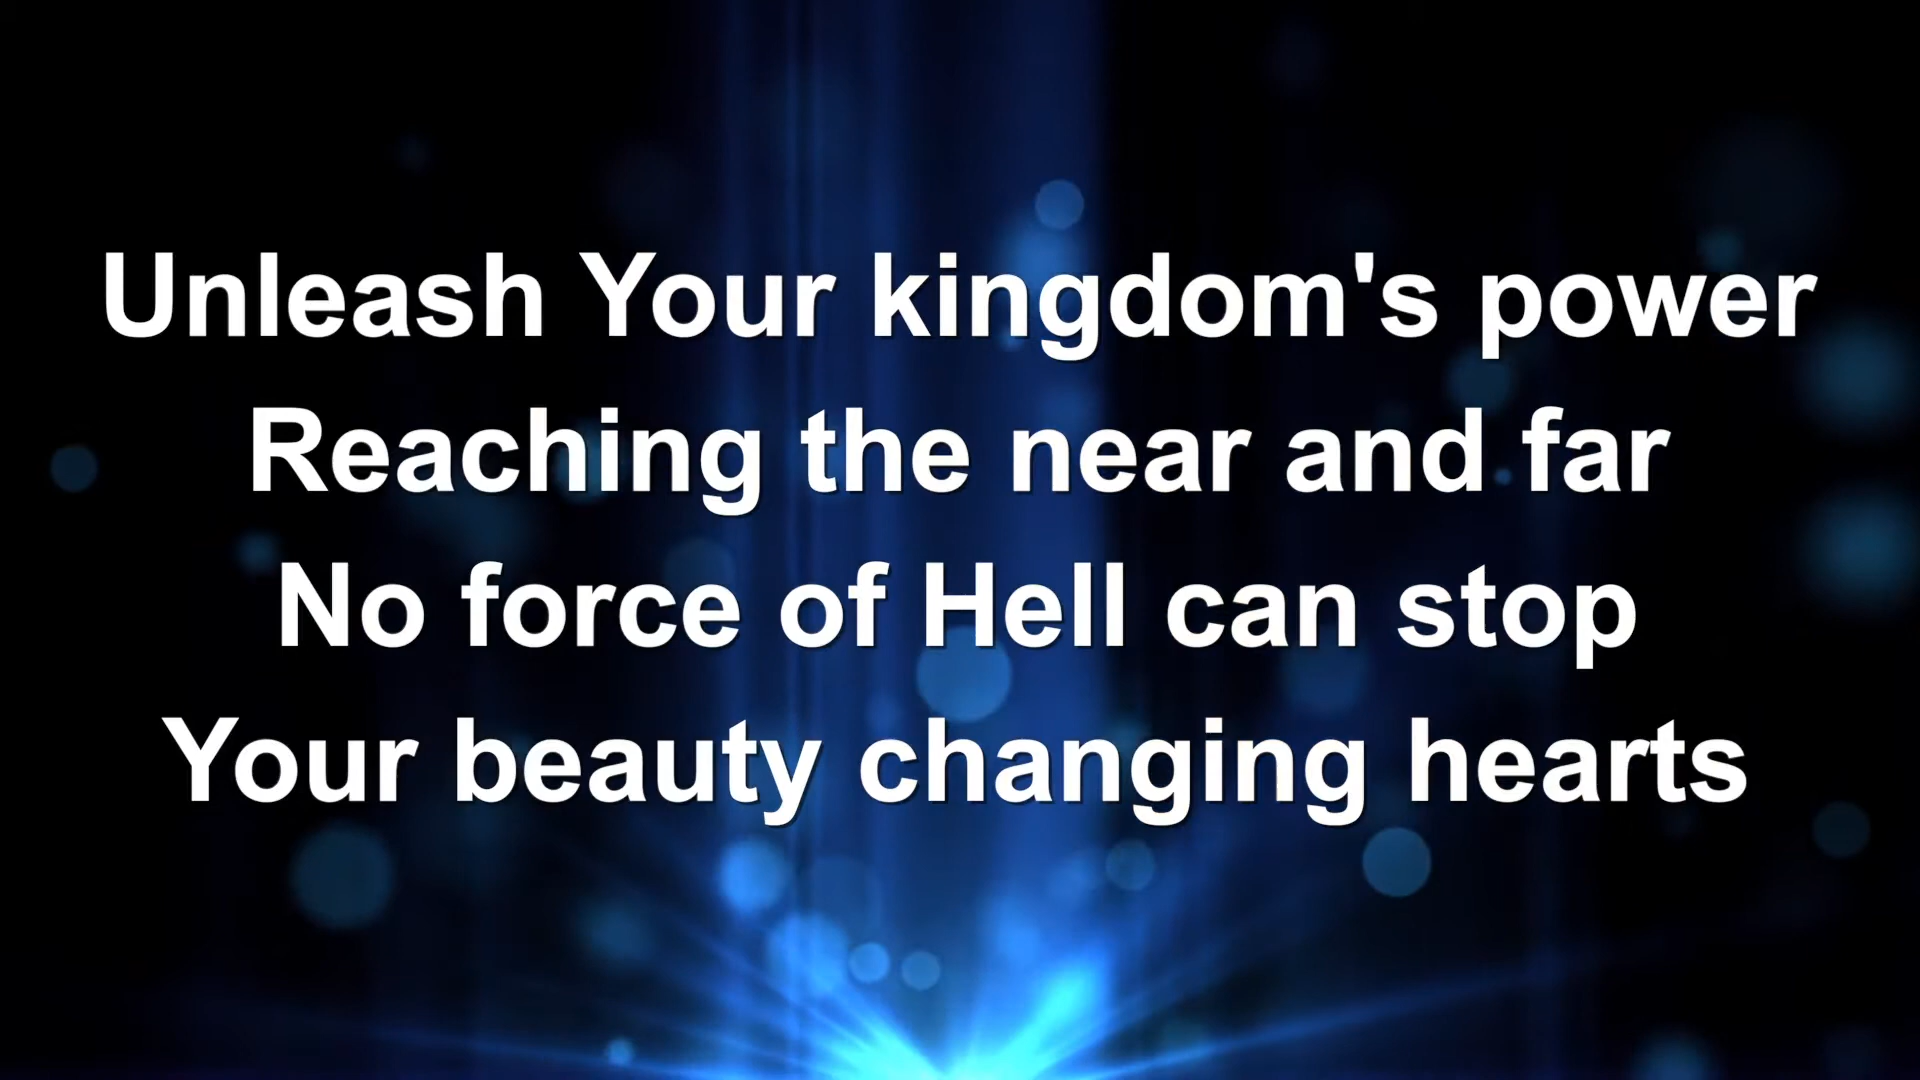 Unleash Your kingdom's power
Reaching the near and far
No force of Hell can stop
Your beauty changing hearts